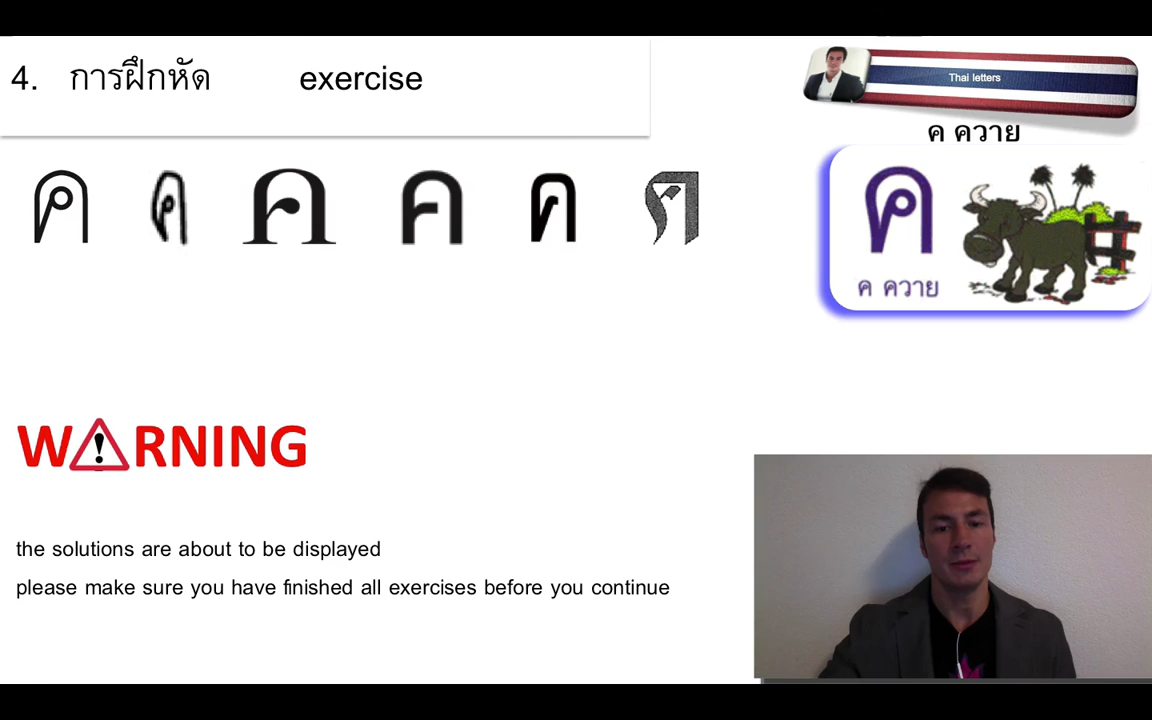 4. การฝึกหัด exercise
Thai letters
ค ควาย
ค ค ค ค ค ค
ค
ค ควาย
W RNING
the solutions are about to be displayed
please make sure you have finished all exercises before you continue